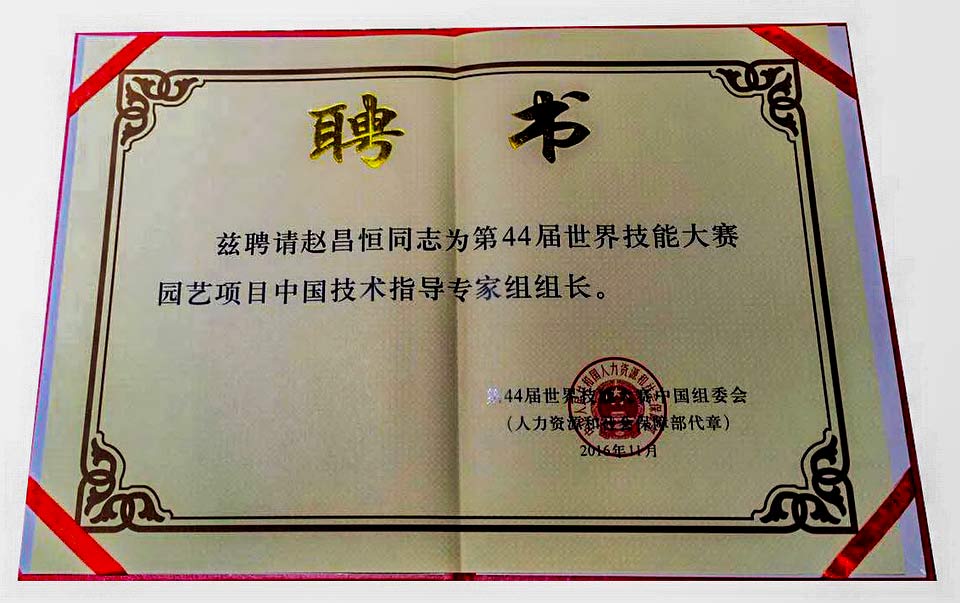 聘书
兹聘请赵昌恒同志为第44届世界技能大赛
园艺项目中国技术指导专家组组长。
第44届世界技能大赛中国组委会
（人力资源和社会保障部代章）
2016年11月